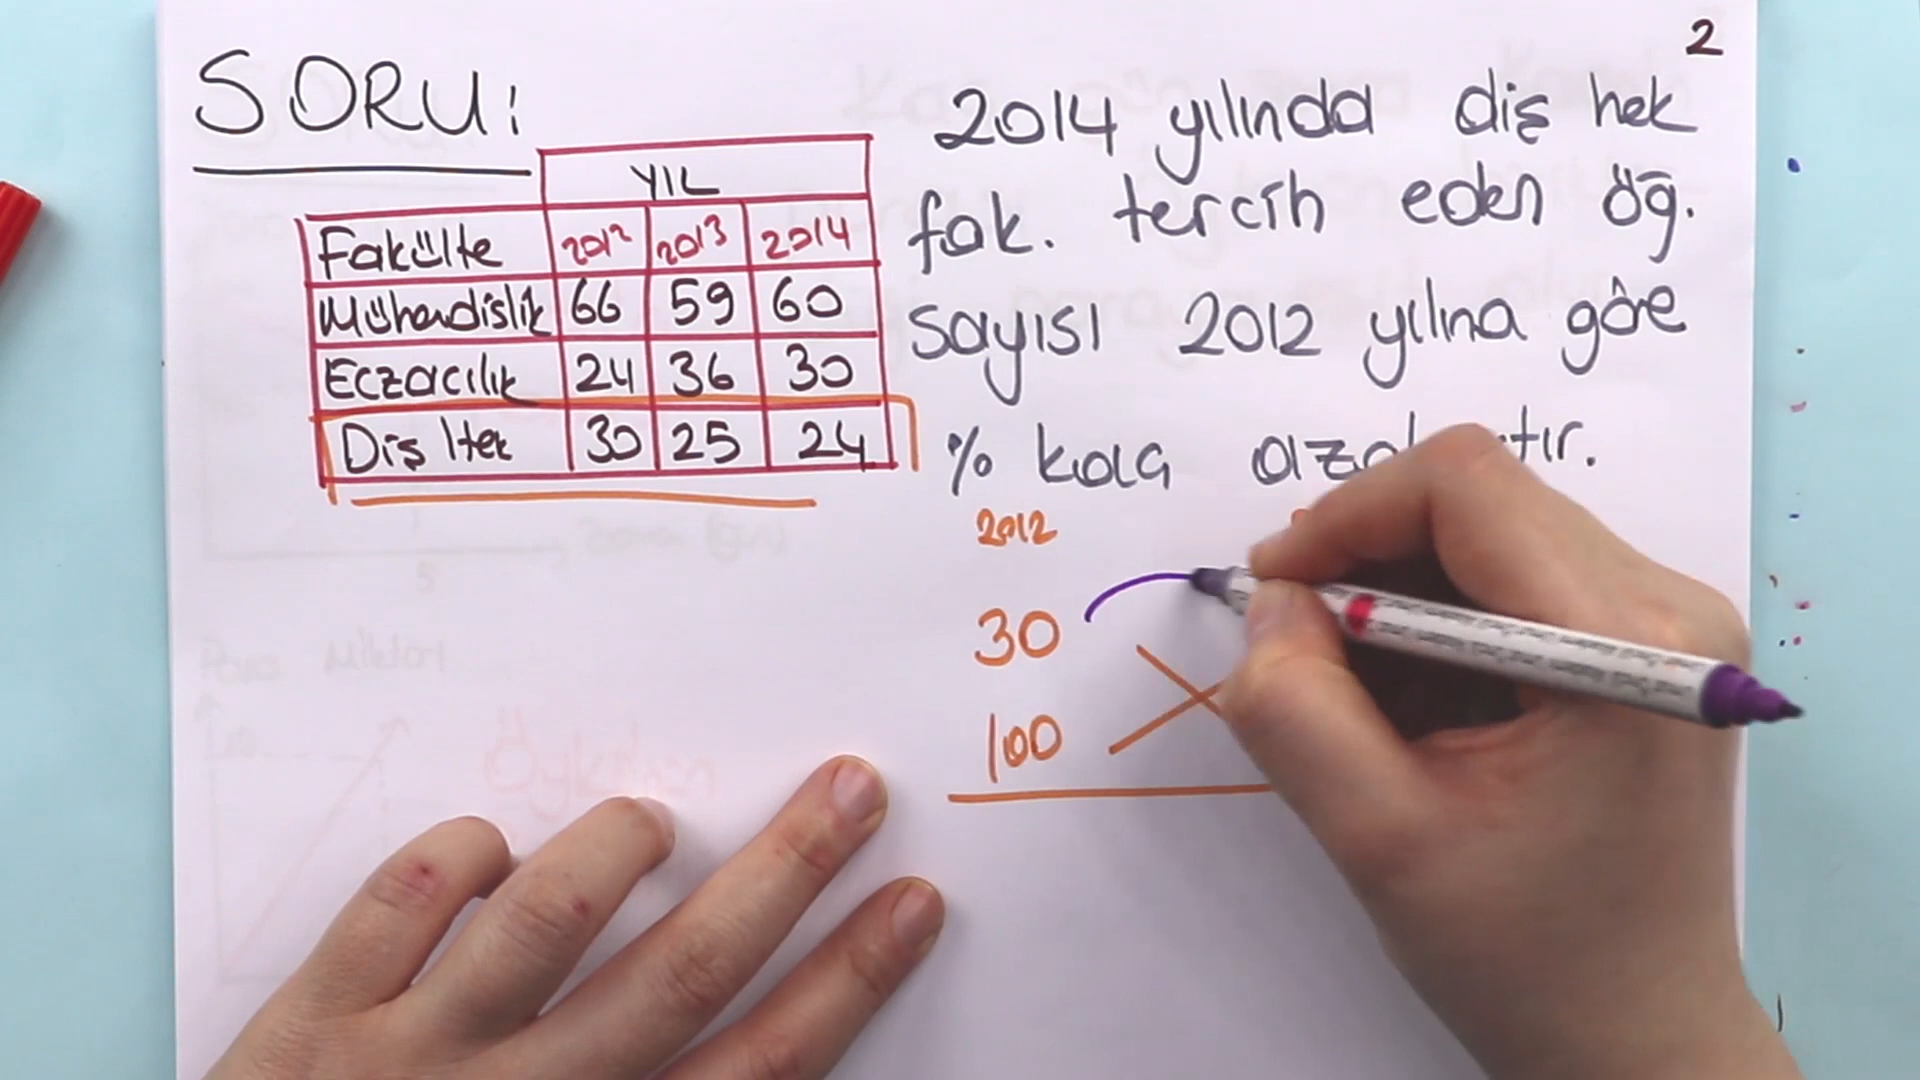 2
SORU:
YIL
Fakülte 2012 2013 2014
Mühendislik 66 59 60
Eczacılık 24 36 30
Diş Hek 30 25 24
2014 yılında diş hek
fak. tercih eden öğ.
sayısı 2012 yılına göre
% kaça
2012
30
100